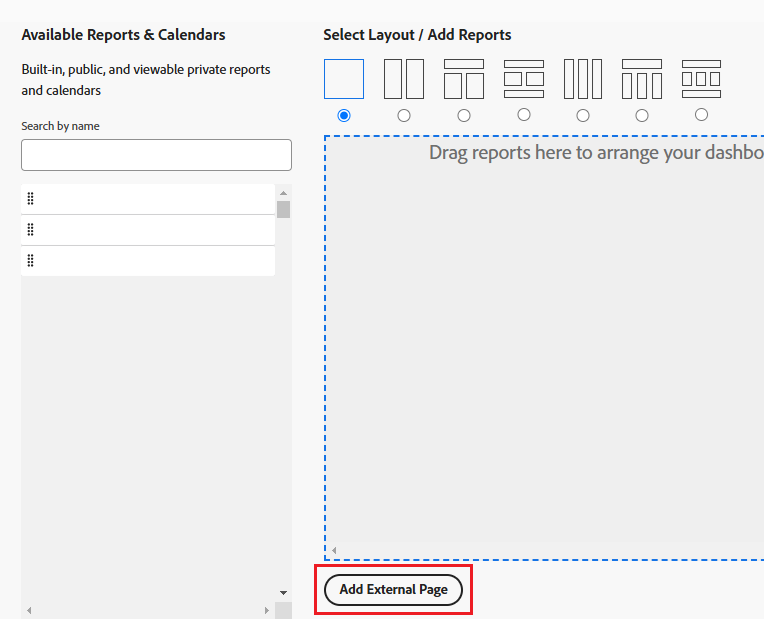 Available Reports & Calendars
Built-in, public, and viewable private reports
and calendars
Search by name
Select Layout / Add Reports
Drag reports here to arrange your dashbo
Add External Page